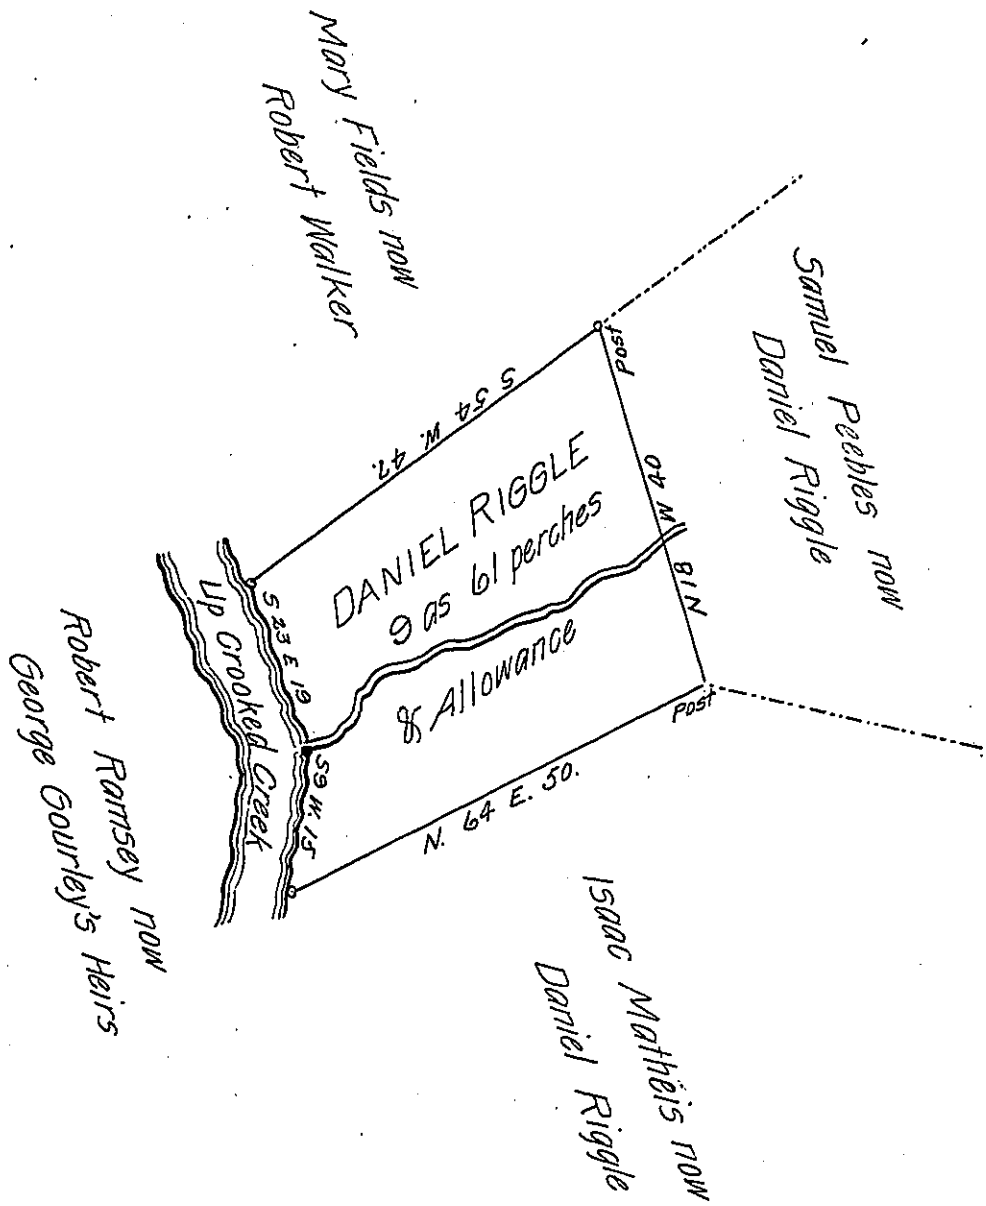 Mary Fields now
Robert Walker
Samuel Peebles now
Daniel Riggle
Post
S 54 W. 47.
N 18 W 40
DANIEL RIGGLE
9 as 61 perches
& Allowance
Post
S 23 E 19
S 9 W. 15
N. 64 E. 50.
Up Crooked Creek
Robert Ramsey now
George Gourley's Heirs
Isaac Matheis now
Daniel Riggle